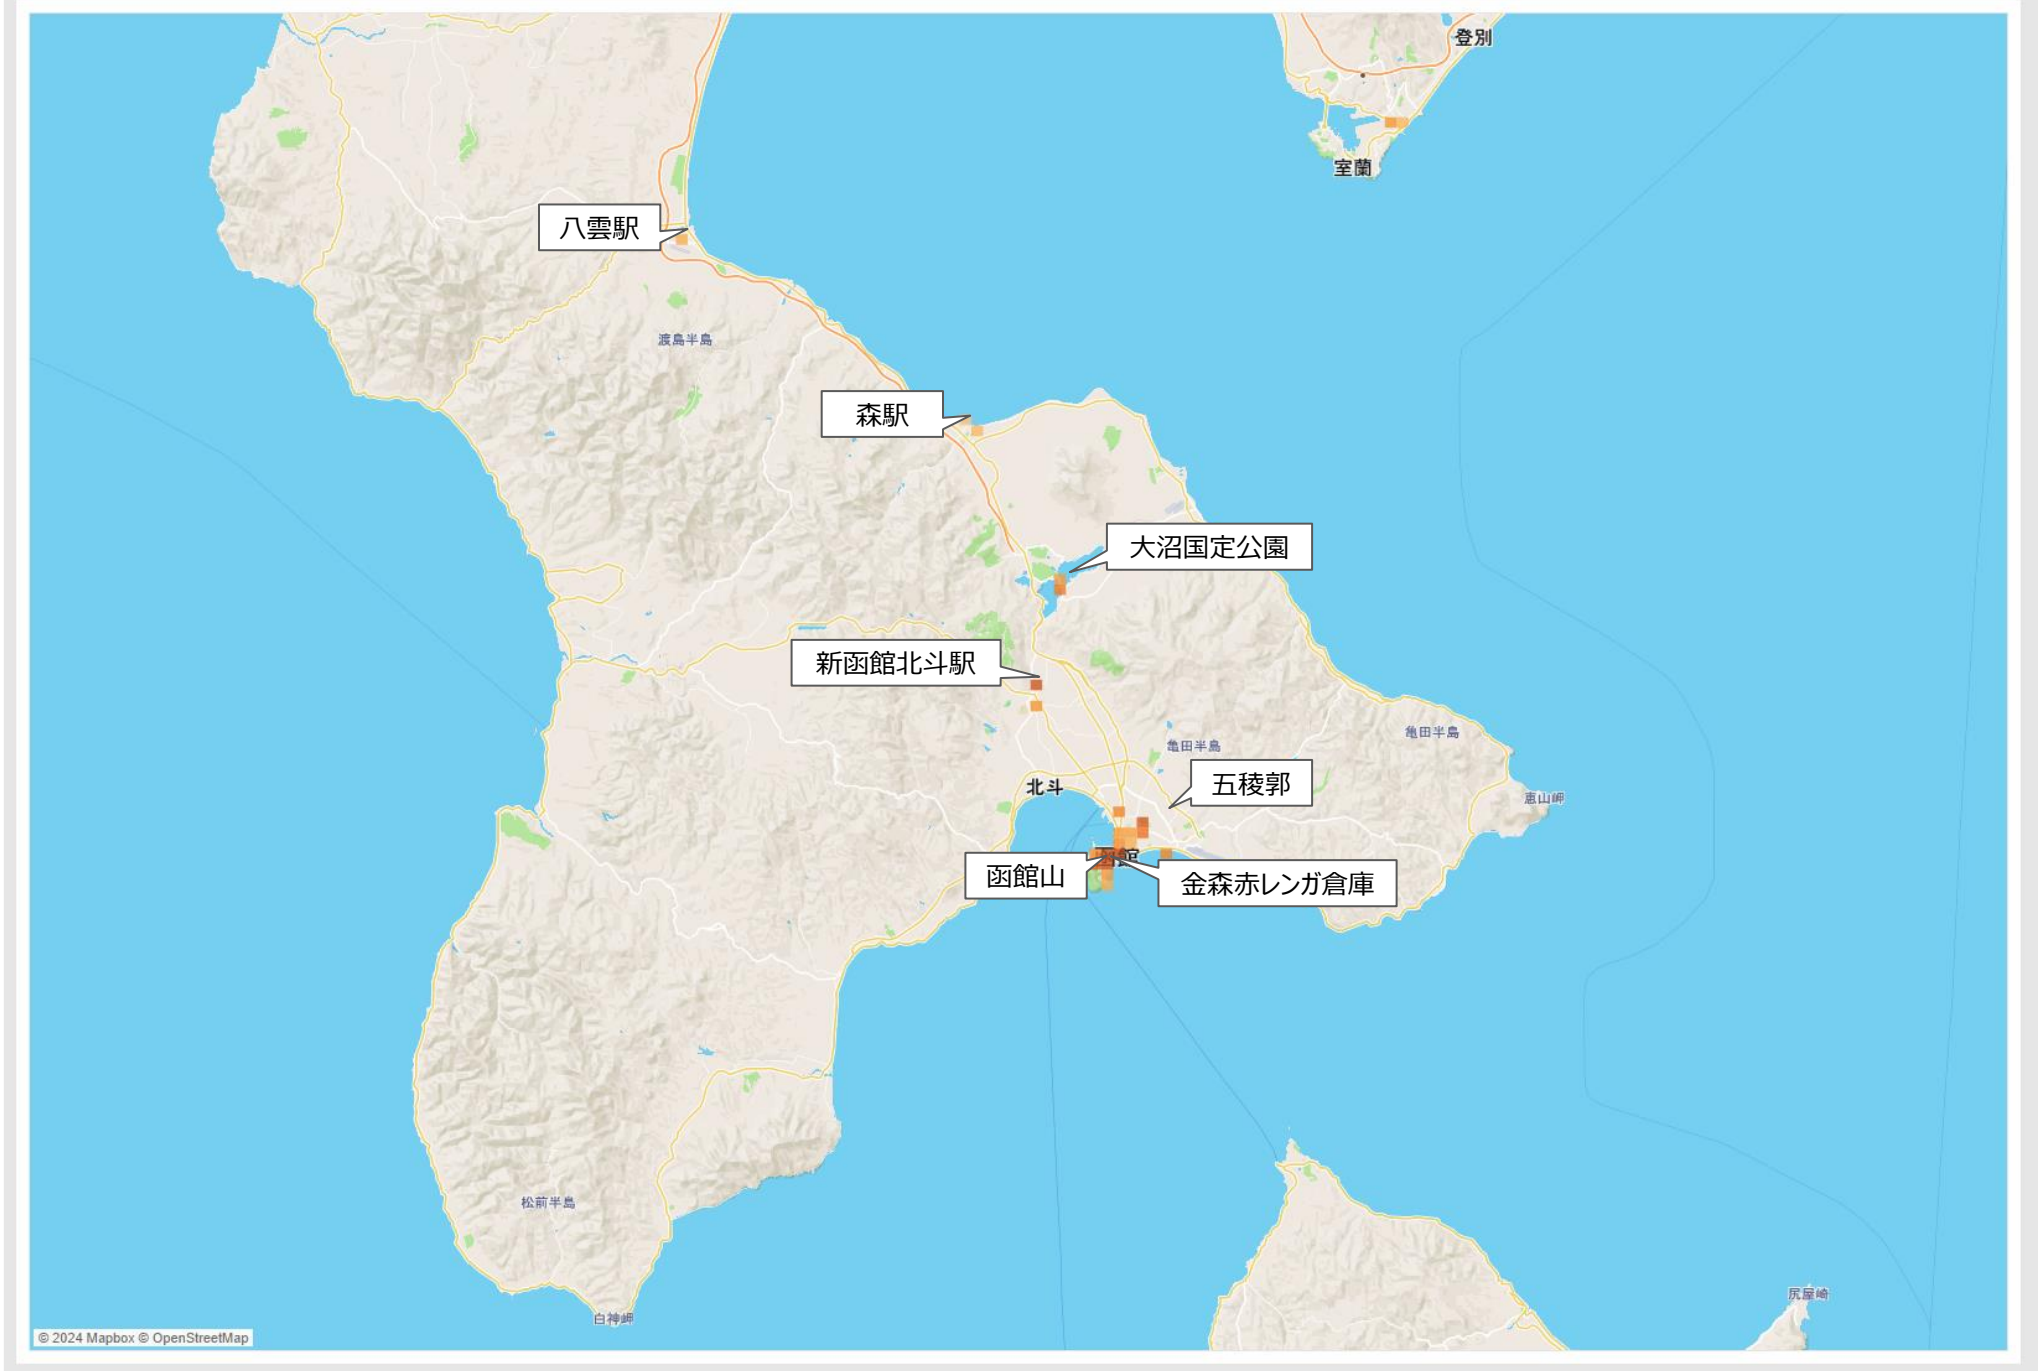 登別
室蘭
八雲駅
渡島半島
森駅
大沼国定公園
新函館北斗駅
亀田半島
亀田半島
五稜郭
北斗
恵山岬
函館
函館山
金森赤レンガ倉庫
松前半島
尻屋崎
白神岬
© 2024 Mapbox © OpenStreetMap